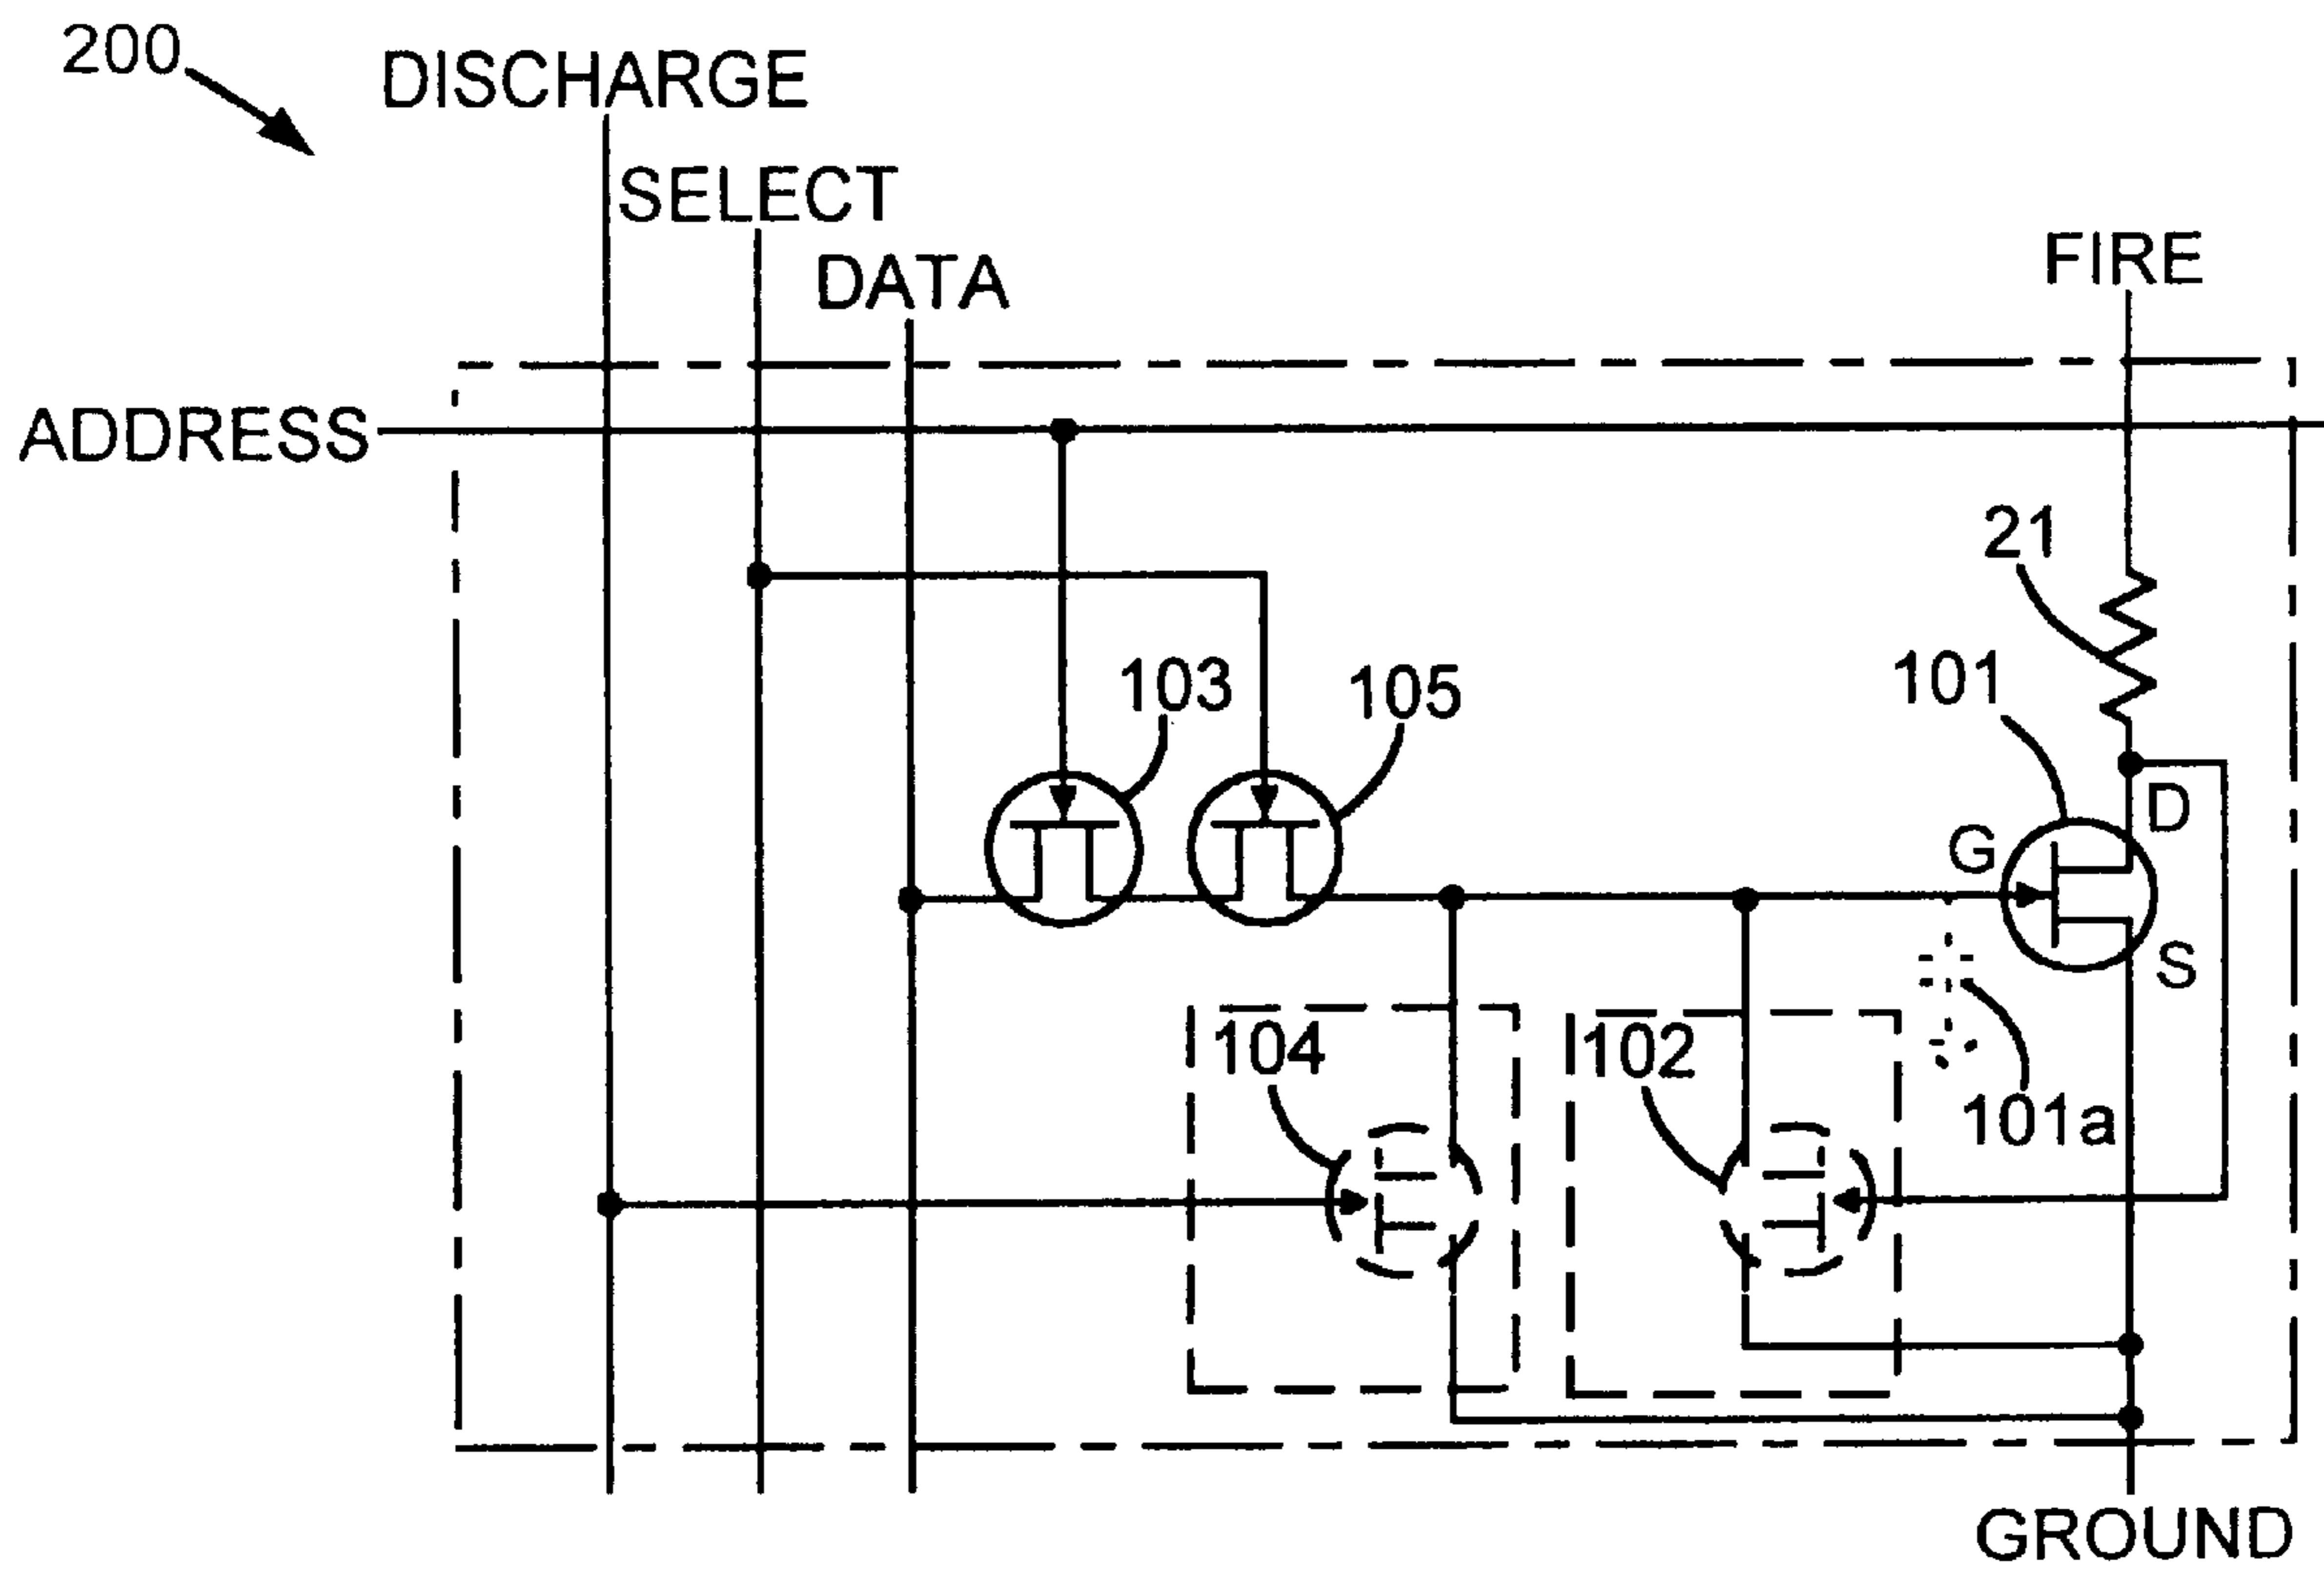 200
DISCHARGE
SELECT
DATA
FIRE
ADDRESS
21
103
105
101
D
G
S
104
102
101a
GROUND